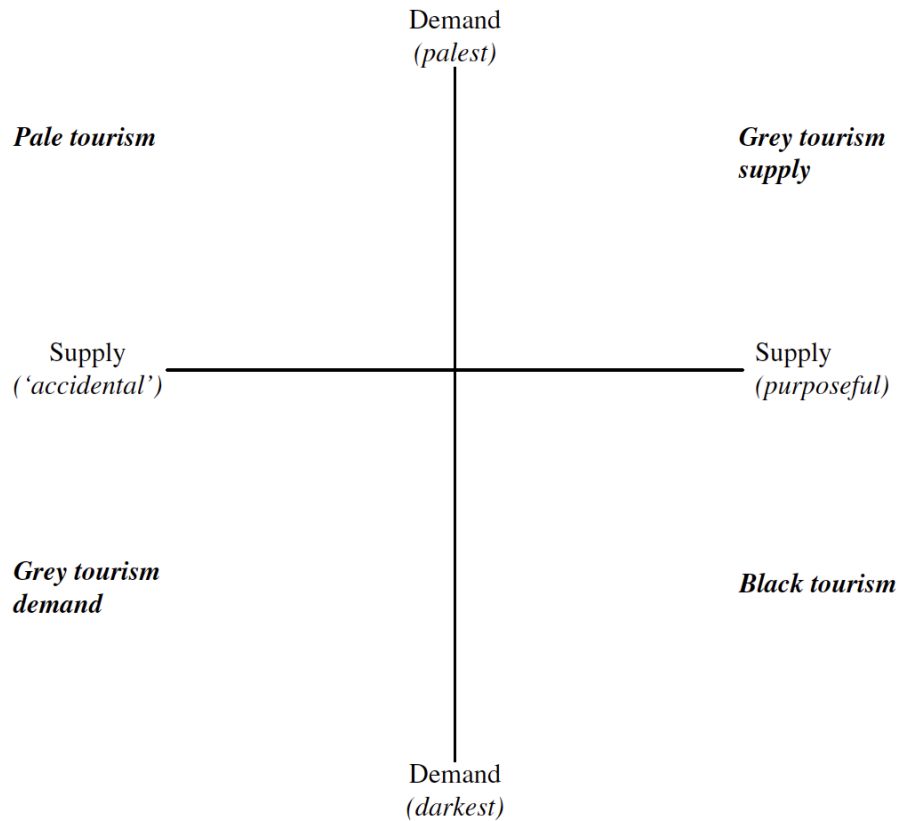 Demand
(palest)
Pale tourism
Grey tourism
supply
Supply
(‘accidental’)
Supply
(purposeful)
Grey tourism
demand
Black tourism
Demand
(darkest)